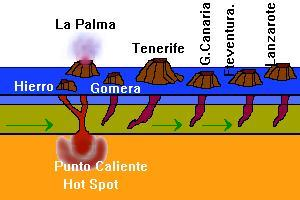 La Palma
Tenerife
G.Canaria
Lanzarote
Hierro
Gomera
Punto Caliente
Hot Spot